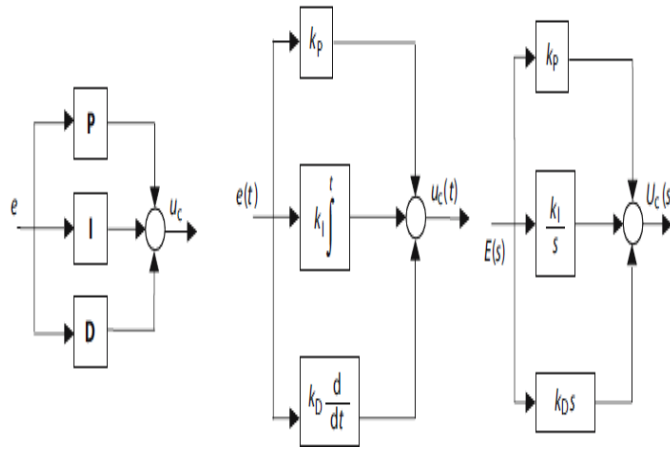 P
e
I
u_c
D
k_P
e(t)
k_I ∫ t
u_c(t)
k_D d/dt
k_P
E(s)
k_I/s
U_c(s
k_D s